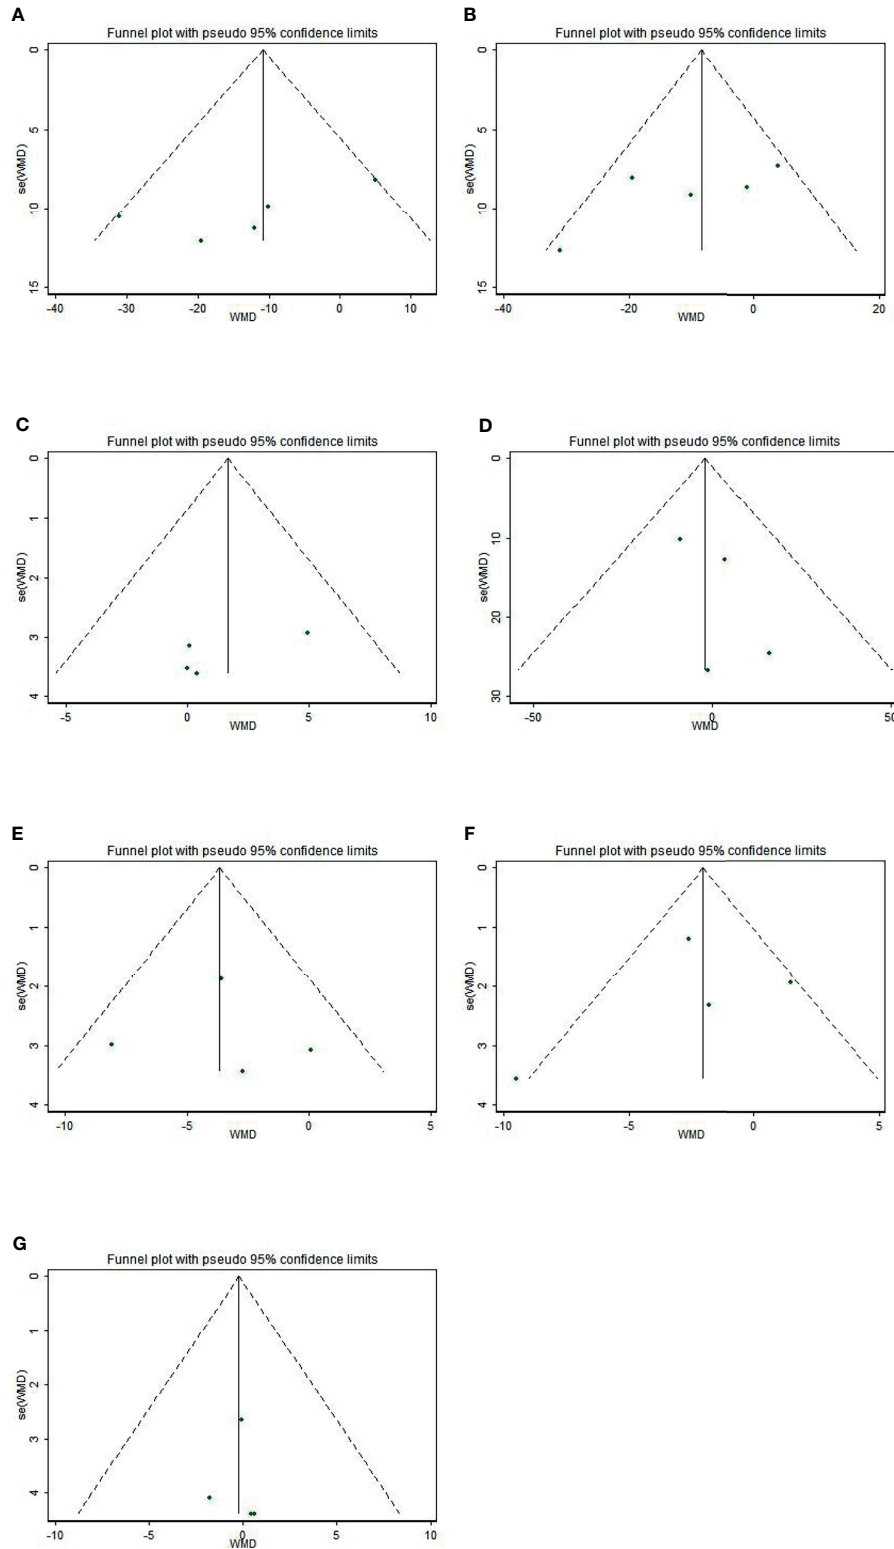 A
Funnel plot with pseudo 95% confidence limits
se(WMD)
0
5
10
15
-40 -30 -20 -10 0 10
WMD
B
Funnel plot with pseudo 95% confidence limits
se(WMD)
0
5
10
15
-40 -20 0 20
WMD
C
Funnel plot with pseudo 95% confidence limits
se(WMD)
0
1
2
3
4
-5 0 5 10
WMD
D
Funnel plot with pseudo 95% confidence limits
se(WMD)
0
10
20
30
-50 0 50
WMD
E
Funnel plot with pseudo 95% confidence limits
se(WMD)
0
1
2
3
4
-10 -5 0 5
WMD
F
Funnel plot with pseudo 95% confidence limits
se(WMD)
0
1
2
3
4
-10 -5 0 5
WMD
G
Funnel plot with pseudo 95% confidence limits
se(WMD)
0
1
2
3
4
-10 -5 0 5 10
WMD